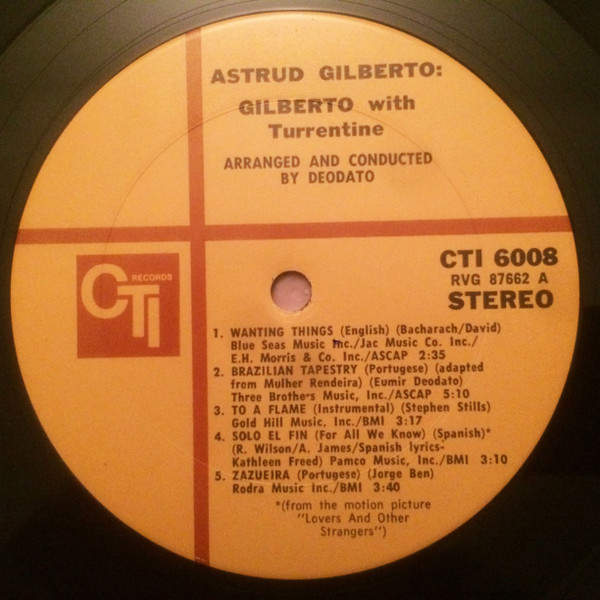 ASTRUD GILBERTO:
GILBERTO with
Turrentine
ARRANGED AND CONDUCTED
BY DEODATO
CTI RECORDS
CTI 6008
RVG 87662 A
STEREO
1. WANTING THINGS (English) (Bacharach/David)
Blue Seas Music Inc./Jac Music Co. Inc./
E.H. Morris & Co. Inc./ASCAP 2:35
2. BRAZILIAN TAPESTRY (Portugese) (adapted
from Mulher Rendeira) (Eumir Deodato)
Three Brothers Music, Inc./ASCAP 5:10
3. TO A FLAME (Instrumental) (Stephen Stills)
Gold Hill Music, Inc./BMI 3:17
4. SOLO EL FIN (For All We Know) (Spanish)*
(R. Wilson/A. James/Spanish lyrics-
Kathleen Freed) Pamco Music, Inc./BMI 3:10
5. ZAZUEIRA (Portugese) (Jorge Ben)
Rodra Music Inc./BMI 3:40
*(from the motion picture
"Lovers And Other
Strangers")